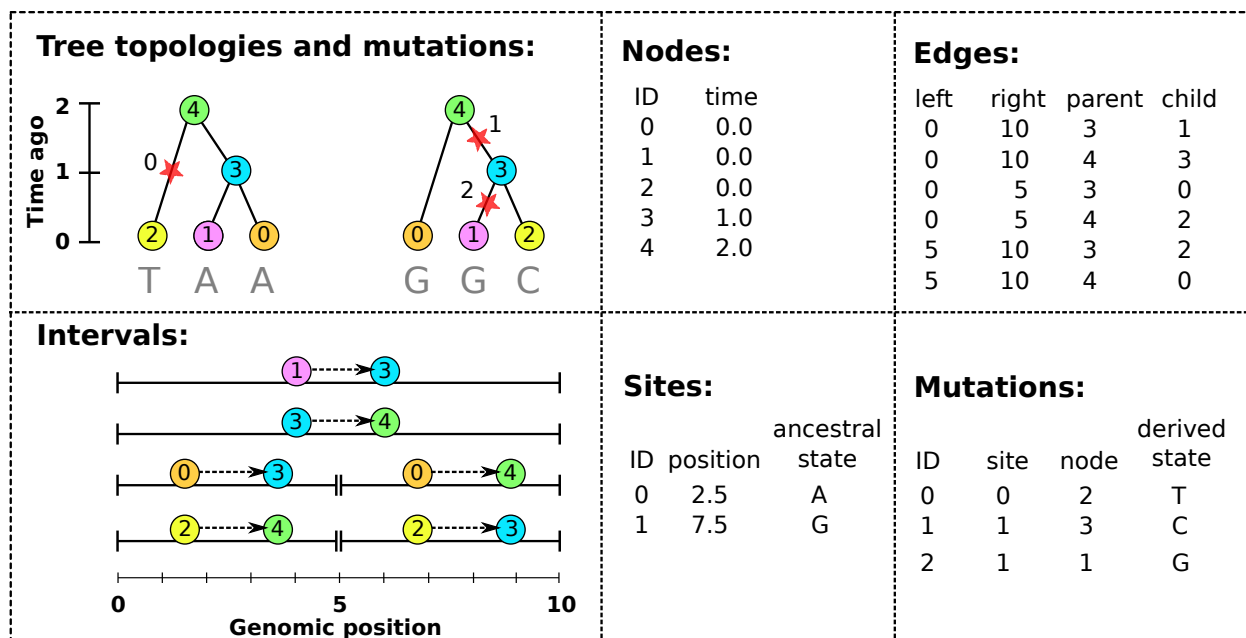 Tree topologies and mutations:
Time ago
2
1
0
4
0
3
2
1
0
T A A
4
1
3
2
0
1
2
G G C
Nodes:
ID time
0 0.0
1 0.0
2 0.0
3 1.0
4 2.0
Edges:
left right parent child
0 10 3 1
0 10 4 3
0 5 3 0
0 5 4 2
5 10 3 2
5 10 4 0
Intervals:
1 3
3 4
0 3 0 4
2 4 2 3
0 5 10
Genomic position
Sites:
ancestral
ID position state
0 2.5 A
1 7.5 G
Mutations:
derived
ID site node state
0 0 2 T
1 1 3 C
2 1 1 G